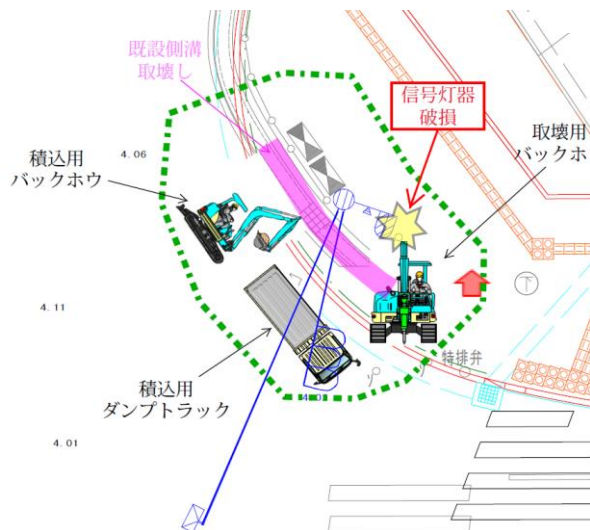 既設側溝
取壊し
信号灯器
破損
取壊用
バックホ
4.06
積込用
バックホウ
4.11
下
特排弁
積込用
ダンプトラック
4.01